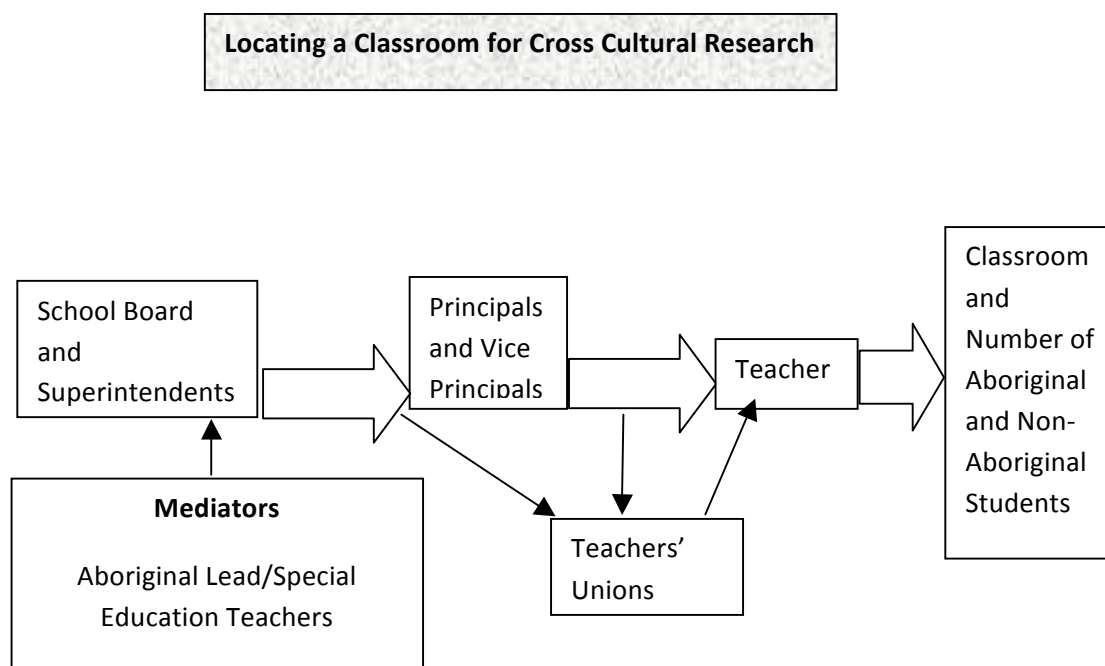 Locating a Classroom for Cross Cultural Research
School Board
and
Superintendents
Principals
and Vice
Principals
Teacher
Classroom
and
Number of
Aboriginal
and Non-
Aboriginal
Students
Mediators
Aboriginal Lead/Special
Education Teachers
Teachers’
Unions